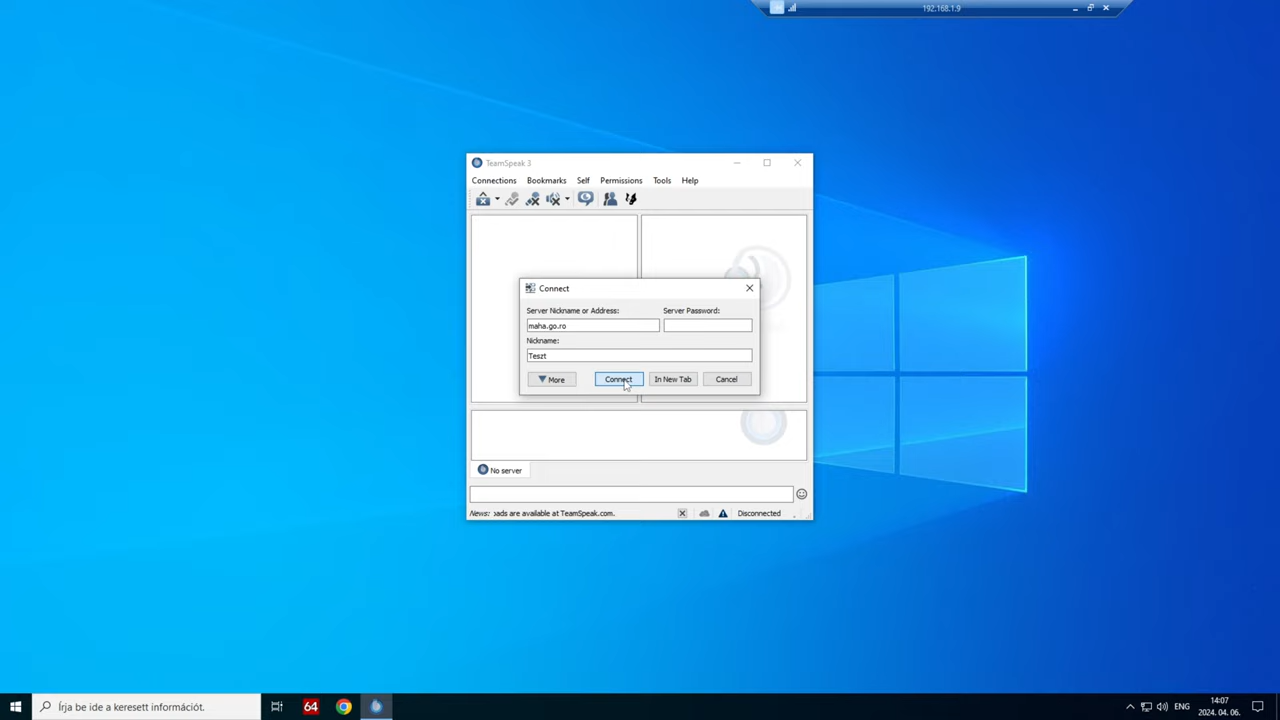 192.168.1.9
TeamSpeak 3
Connections Bookmarks Self Permissions Tools Help
Connect
Server Nickname or Address: Server Password:
maha.go.ro
Nickname:
Teszt
More Connect In New Tab Cancel
No server
News: oads are available at TeamSpeak.com. Disconnected
Írja be ide a keresett információt. 64 ENG 14:07
2024. 04. 06.